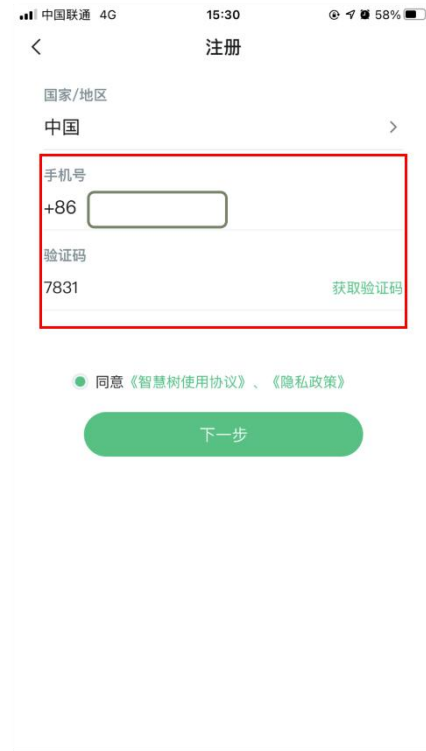 中国联通 4G 15:30 58%
注册
国家/地区
中国
手机号
+86
验证码
7831 获取验证码
同意《智慧树使用协议》、《隐私政策》
下一步